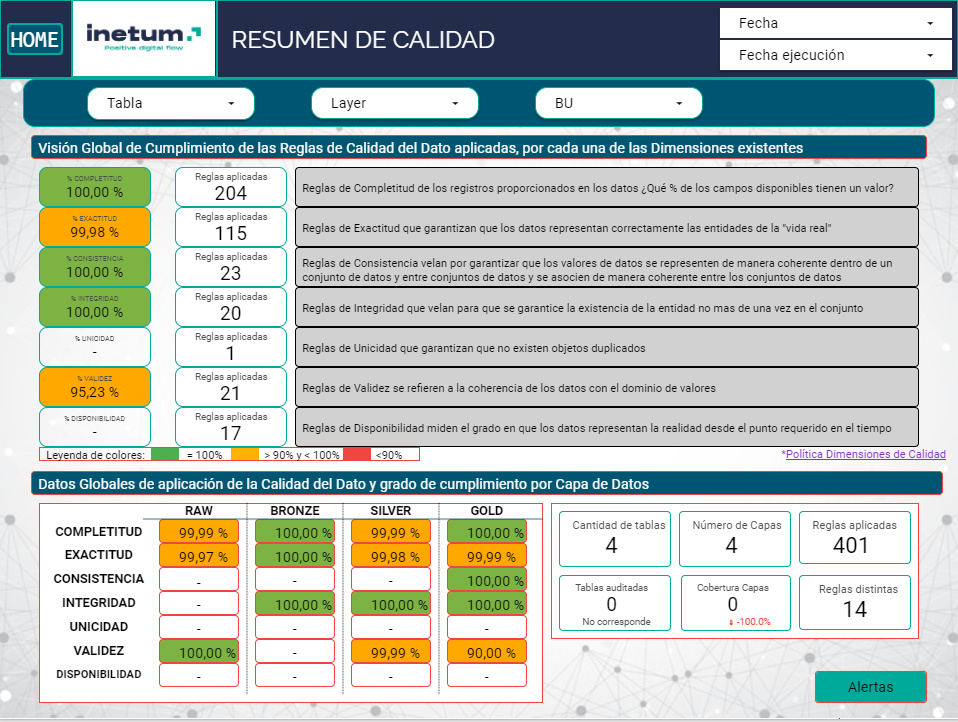 HOME
inetum.
Positive digital flow
RESUMEN DE CALIDAD
Fecha
Fecha ejecución
Tabla
Layer
BU
Visión Global de Cumplimiento de las Reglas de Calidad del Dato aplicadas, por cada una de las Dimensiones existentes
% COMPLETITUD
100,00 %
Reglas aplicadas
204
Reglas de Completitud de los registros proporcionados en los datos ¿Qué % de los campos disponibles tienen un valor?
% EXACTITUD
99,98 %
Reglas aplicadas
115
Reglas de Exactitud que garantizan que los datos representan correctamente las entidades de la "vida real"
% CONSISTENCIA
100,00 %
Reglas aplicadas
23
Reglas de Consistencia velan por garantizar que los valores de datos se representen de manera coherente dentro de un
conjunto de datos y entre conjuntos de datos y se asocien de manera coherente entre los conjuntos de datos
% INTEGRIDAD
100,00 %
Reglas aplicadas
20
Reglas de Integridad que velan para que se garantice la existencia de la entidad no mas de una vez en el conjunto
% UNICIDAD
-
Reglas aplicadas
1
Reglas de Unicidad que garantizan que no existen objetos duplicados
% VALIDEZ
95,23 %
Reglas aplicadas
21
Reglas de Validez se refieren a la coherencia de los datos con el dominio de valores
% DISPONIBILIDAD
-
Reglas aplicadas
17
Reglas de Disponibilidad miden el grado en que los datos representan la realidad desde el punto requerido en el tiempo
Leyenda de colores: = 100% > 90% y < 100% <90%
*Política Dimensiones de Calidad
Datos Globales de aplicación de la Calidad del Dato y grado de cumplimiento por Capa de Datos
RAW BRONZE SILVER GOLD
COMPLETITUD 99,99 % 100,00 % 99,99 % 100,00 %
EXACTITUD 99,97 % 100,00 % 99,98 % 99,99 %
CONSISTENCIA - - - 100,00 %
INTEGRIDAD - 100,00 % 100,00 % 100,00 %
UNICIDAD - - - -
VALIDEZ 100,00 % - 99,99 % 90,00 %
DISPONIBILIDAD - - - -
Cantidad de tablas
4
Número de Capas
4
Reglas aplicadas
401
Tablas auditadas
0
No corresponde
Cobertura Capas
0
-100.0%
Reglas distintas
14
Alertas